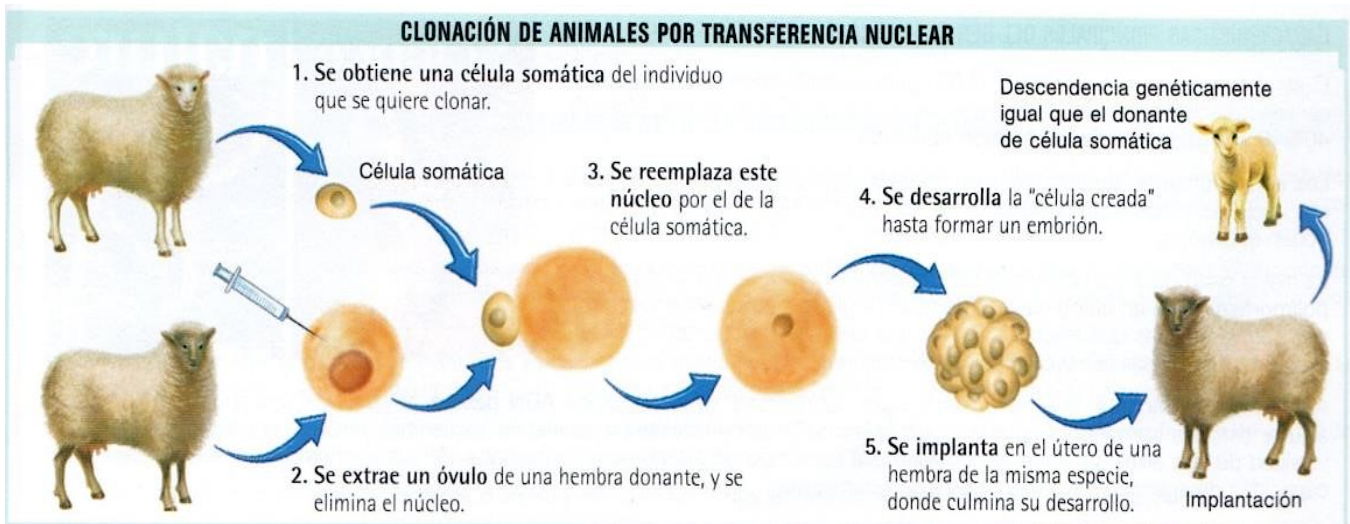 CLONACIÓN DE ANIMALES POR TRANSFERENCIA NUCLEAR
1. Se obtiene una célula somática del individuo
que se quiere clonar.
Célula somática
3. Se reemplaza este
núcleo por el de la
célula somática.
4. Se desarrolla la "célula creada"
hasta formar un embrión.
Descendencia genéticamente
igual que el donante
de célula somática
2. Se extrae un óvulo de una hembra donante, y se
elimina el núcleo.
5. Se implanta en el útero de una
hembra de la misma especie,
donde culmina su desarrollo.
Implantación